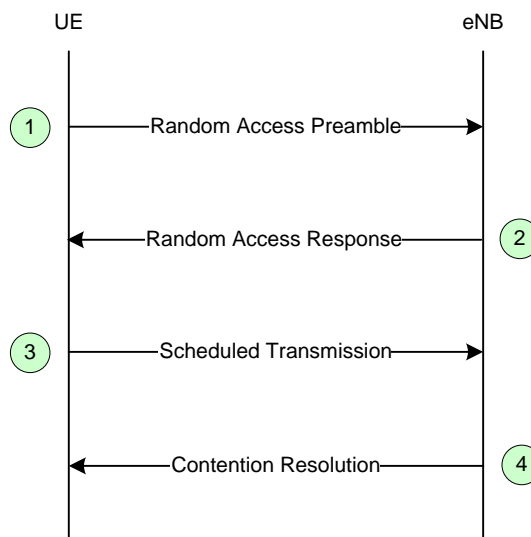 UE
eNB
1
Random Access Preamble
Random Access Response
2
3
Scheduled Transmission
Contention Resolution
4